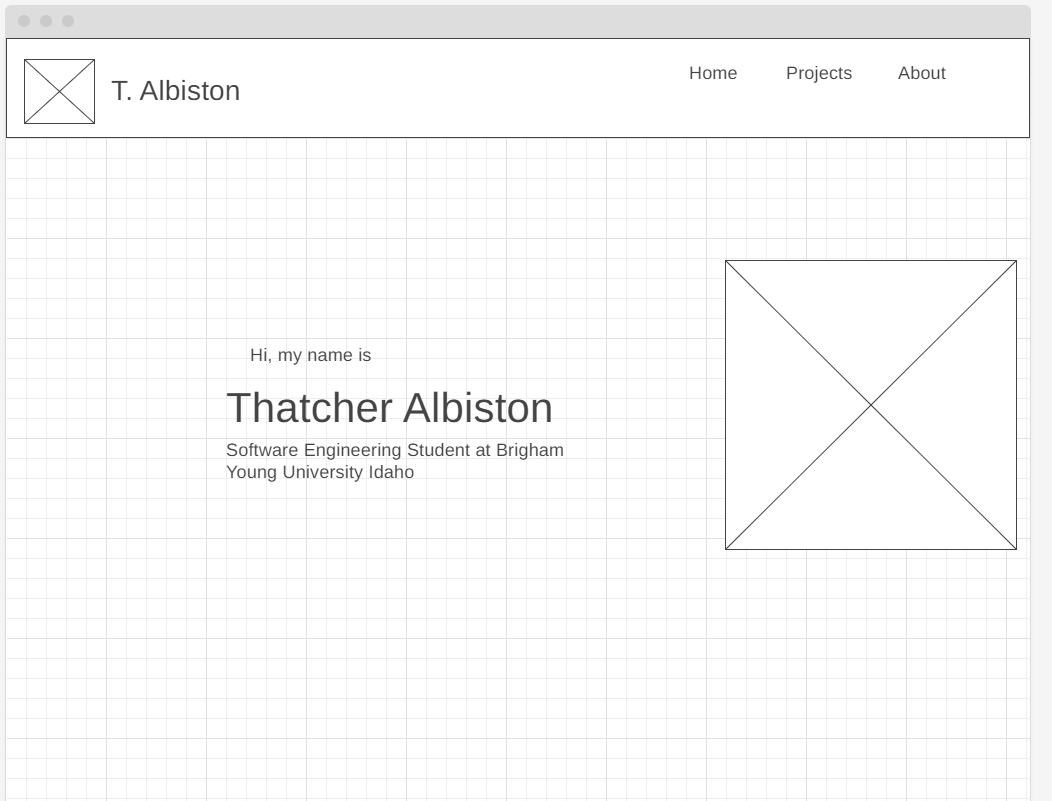 T. Albiston
Home Projects About
Hi, my name is
Thatcher Albiston
Software Engineering Student at Brigham
Young University Idaho